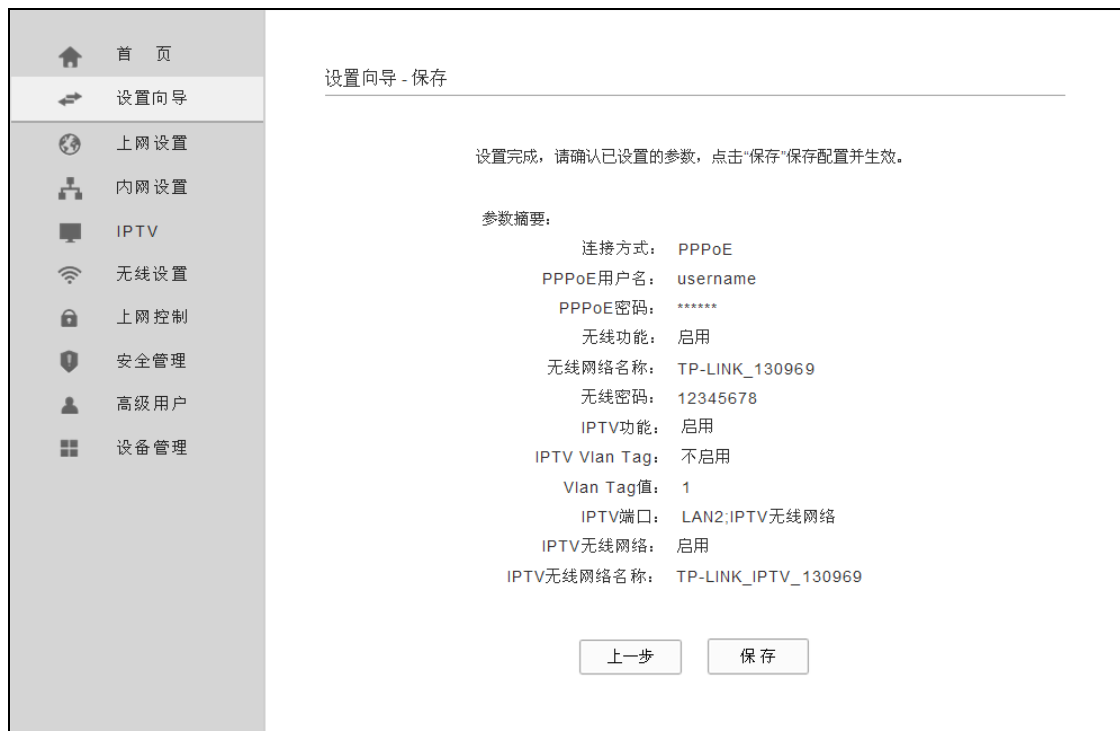 首 页
设置向导
上网设置
内网设置
IPTV
无线设置
上网控制
安全管理
高级用户
设备管理
设置向导 - 保存
设置完成，请确认已设置的参数，点击“保存”保存配置并生效。
参数摘要：
连接方式： PPPoE
PPPoE用户名： username
PPPoE密码： ******
无线功能： 启用
无线网络名称： TP-LINK_130969
无线密码： 12345678
IPTV功能： 启用
IPTV Vlan Tag： 不启用
Vlan Tag值： 1
IPTV端口： LAN2;IPTV无线网络
IPTV无线网络： 启用
IPTV无线网络名称： TP-LINK_IPTV_130969
上一步 保存